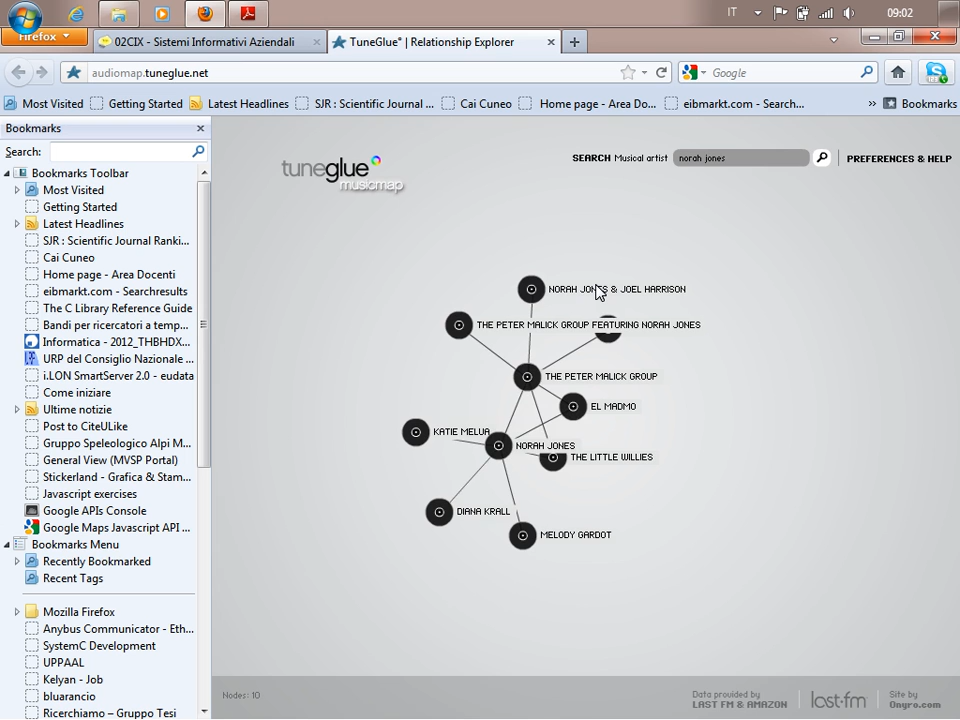 IT
09:02
Firefox
02CIX - Sistemi Informativi Aziendali
TuneGlue* | Relationship Explorer
audiomap.tuneglue.net
Google
Most Visited
Getting Started
Latest Headlines
SJR : Scientific Journal ...
Cai Cuneo
Home page - Area Do...
eibmarkt.com - Search...
»
Bookmarks
Bookmarks
Search:
Bookmarks Toolbar
Most Visited
Getting Started
Latest Headlines
SJR : Scientific Journal Ranki...
Cai Cuneo
Home page - Area Docenti
eibmarkt.com - Searchresults
The C Library Reference Guide
Bandi per ricercatori a temp...
Informatica - 2012_THBHDX...
URP del Consiglio Nazionale ...
i.LON SmartServer 2.0 - eudata
Come iniziare
Ultime notizie
Post to CiteULike
Gruppo Speleologico Alpi M...
General View (MVSP Portal)
Stickerland - Grafica & Stam...
Javascript exercises
Google APIs Console
Google Maps Javascript API ...
Bookmarks Menu
Recently Bookmarked
Recent Tags
Mozilla Firefox
Anybus Communicator - Eth...
SystemC Development
UPPAAL
Kelyan - Job
bluarancio
Ricerchiamo – Gruppo Tesi
tuneglue
musicmap
SEARCH Musical artist
norah jones
PREFERENCES & HELP
NORAH JONES & JOEL HARRISON
THE PETER MALICK GROUP FEATURING NORAH JONES
THE PETER MALICK GROUP
EL MADMO
KATIE MELUA
NORAH JONES
THE LITTLE WILLIES
DIANA KRALL
MELODY GARDOT
Nodes: 10
Data provided by
LAST FM & AMAZON
last.fm
Site by
Onyro.com